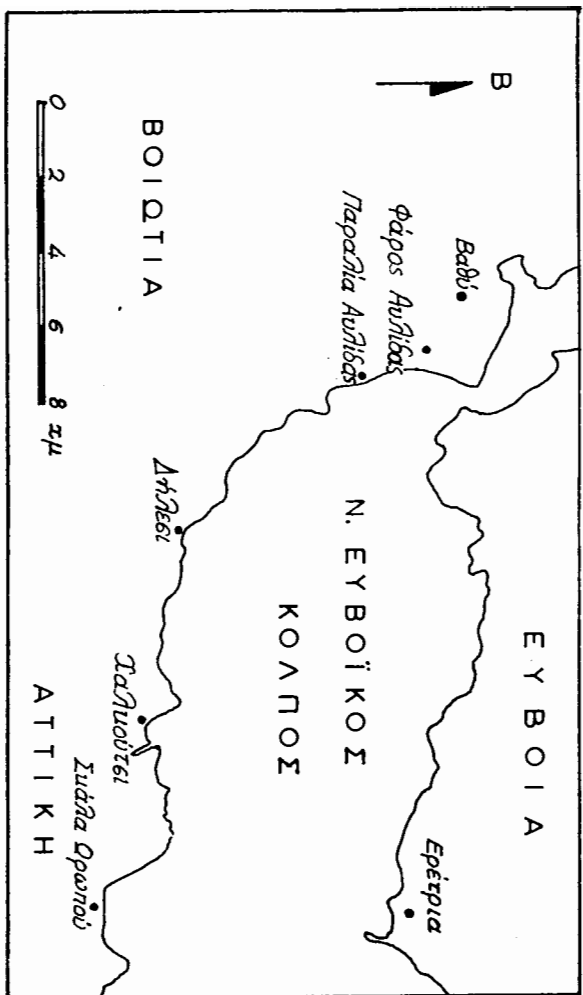 Β
ΕΥΒΟΙΑ
Βαθύ
Φάρος Αυλίδας
Παραλία Αυλίδας
Ερέτρια
Ν. ΕΥΒΟΪΚΟΣ
ΚΟΛΠΟΣ
ΒΟΙΩΤΙΑ
Δήλεσι
Χαλκούτσι
Σκάλα Ωρωπού
ΑΤΤΙΚΗ
0 2 4 6 8 χμ